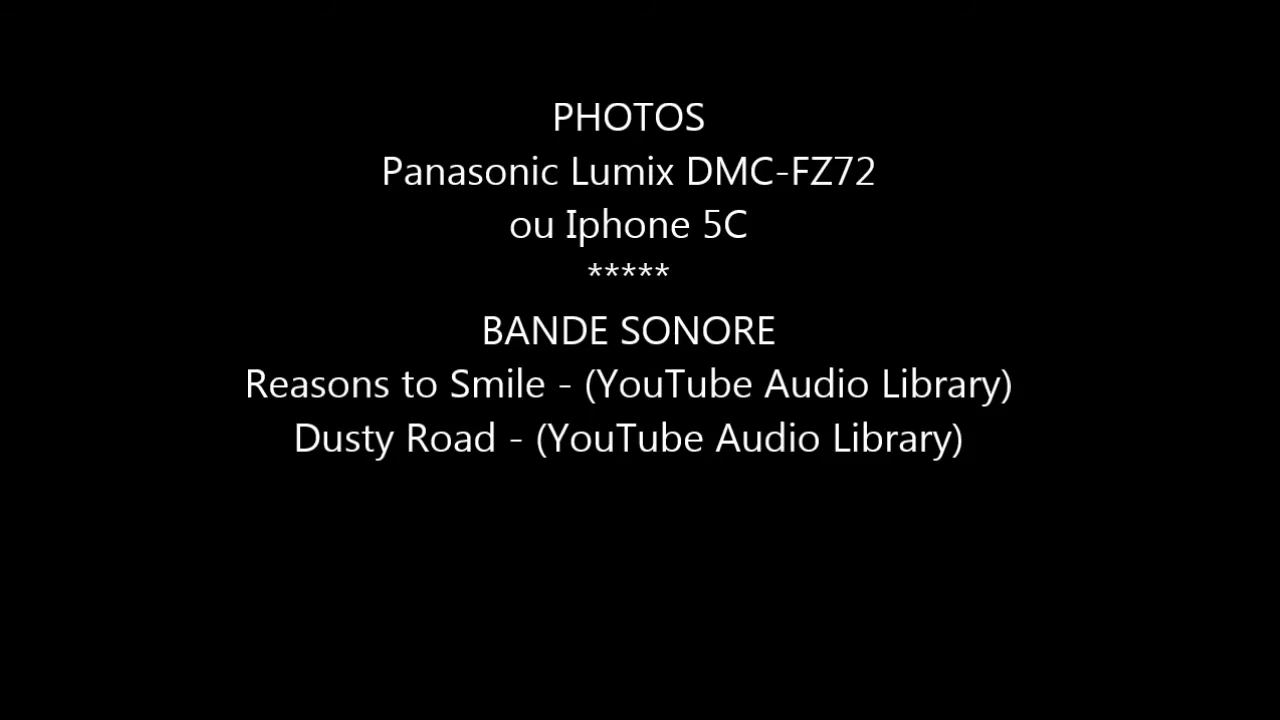 PHOTOS
Panasonic Lumix DMC-FZ72
ou Iphone 5C
*****
BANDE SONORE
Reasons to Smile - (YouTube Audio Library)
Dusty Road - (YouTube Audio Library)